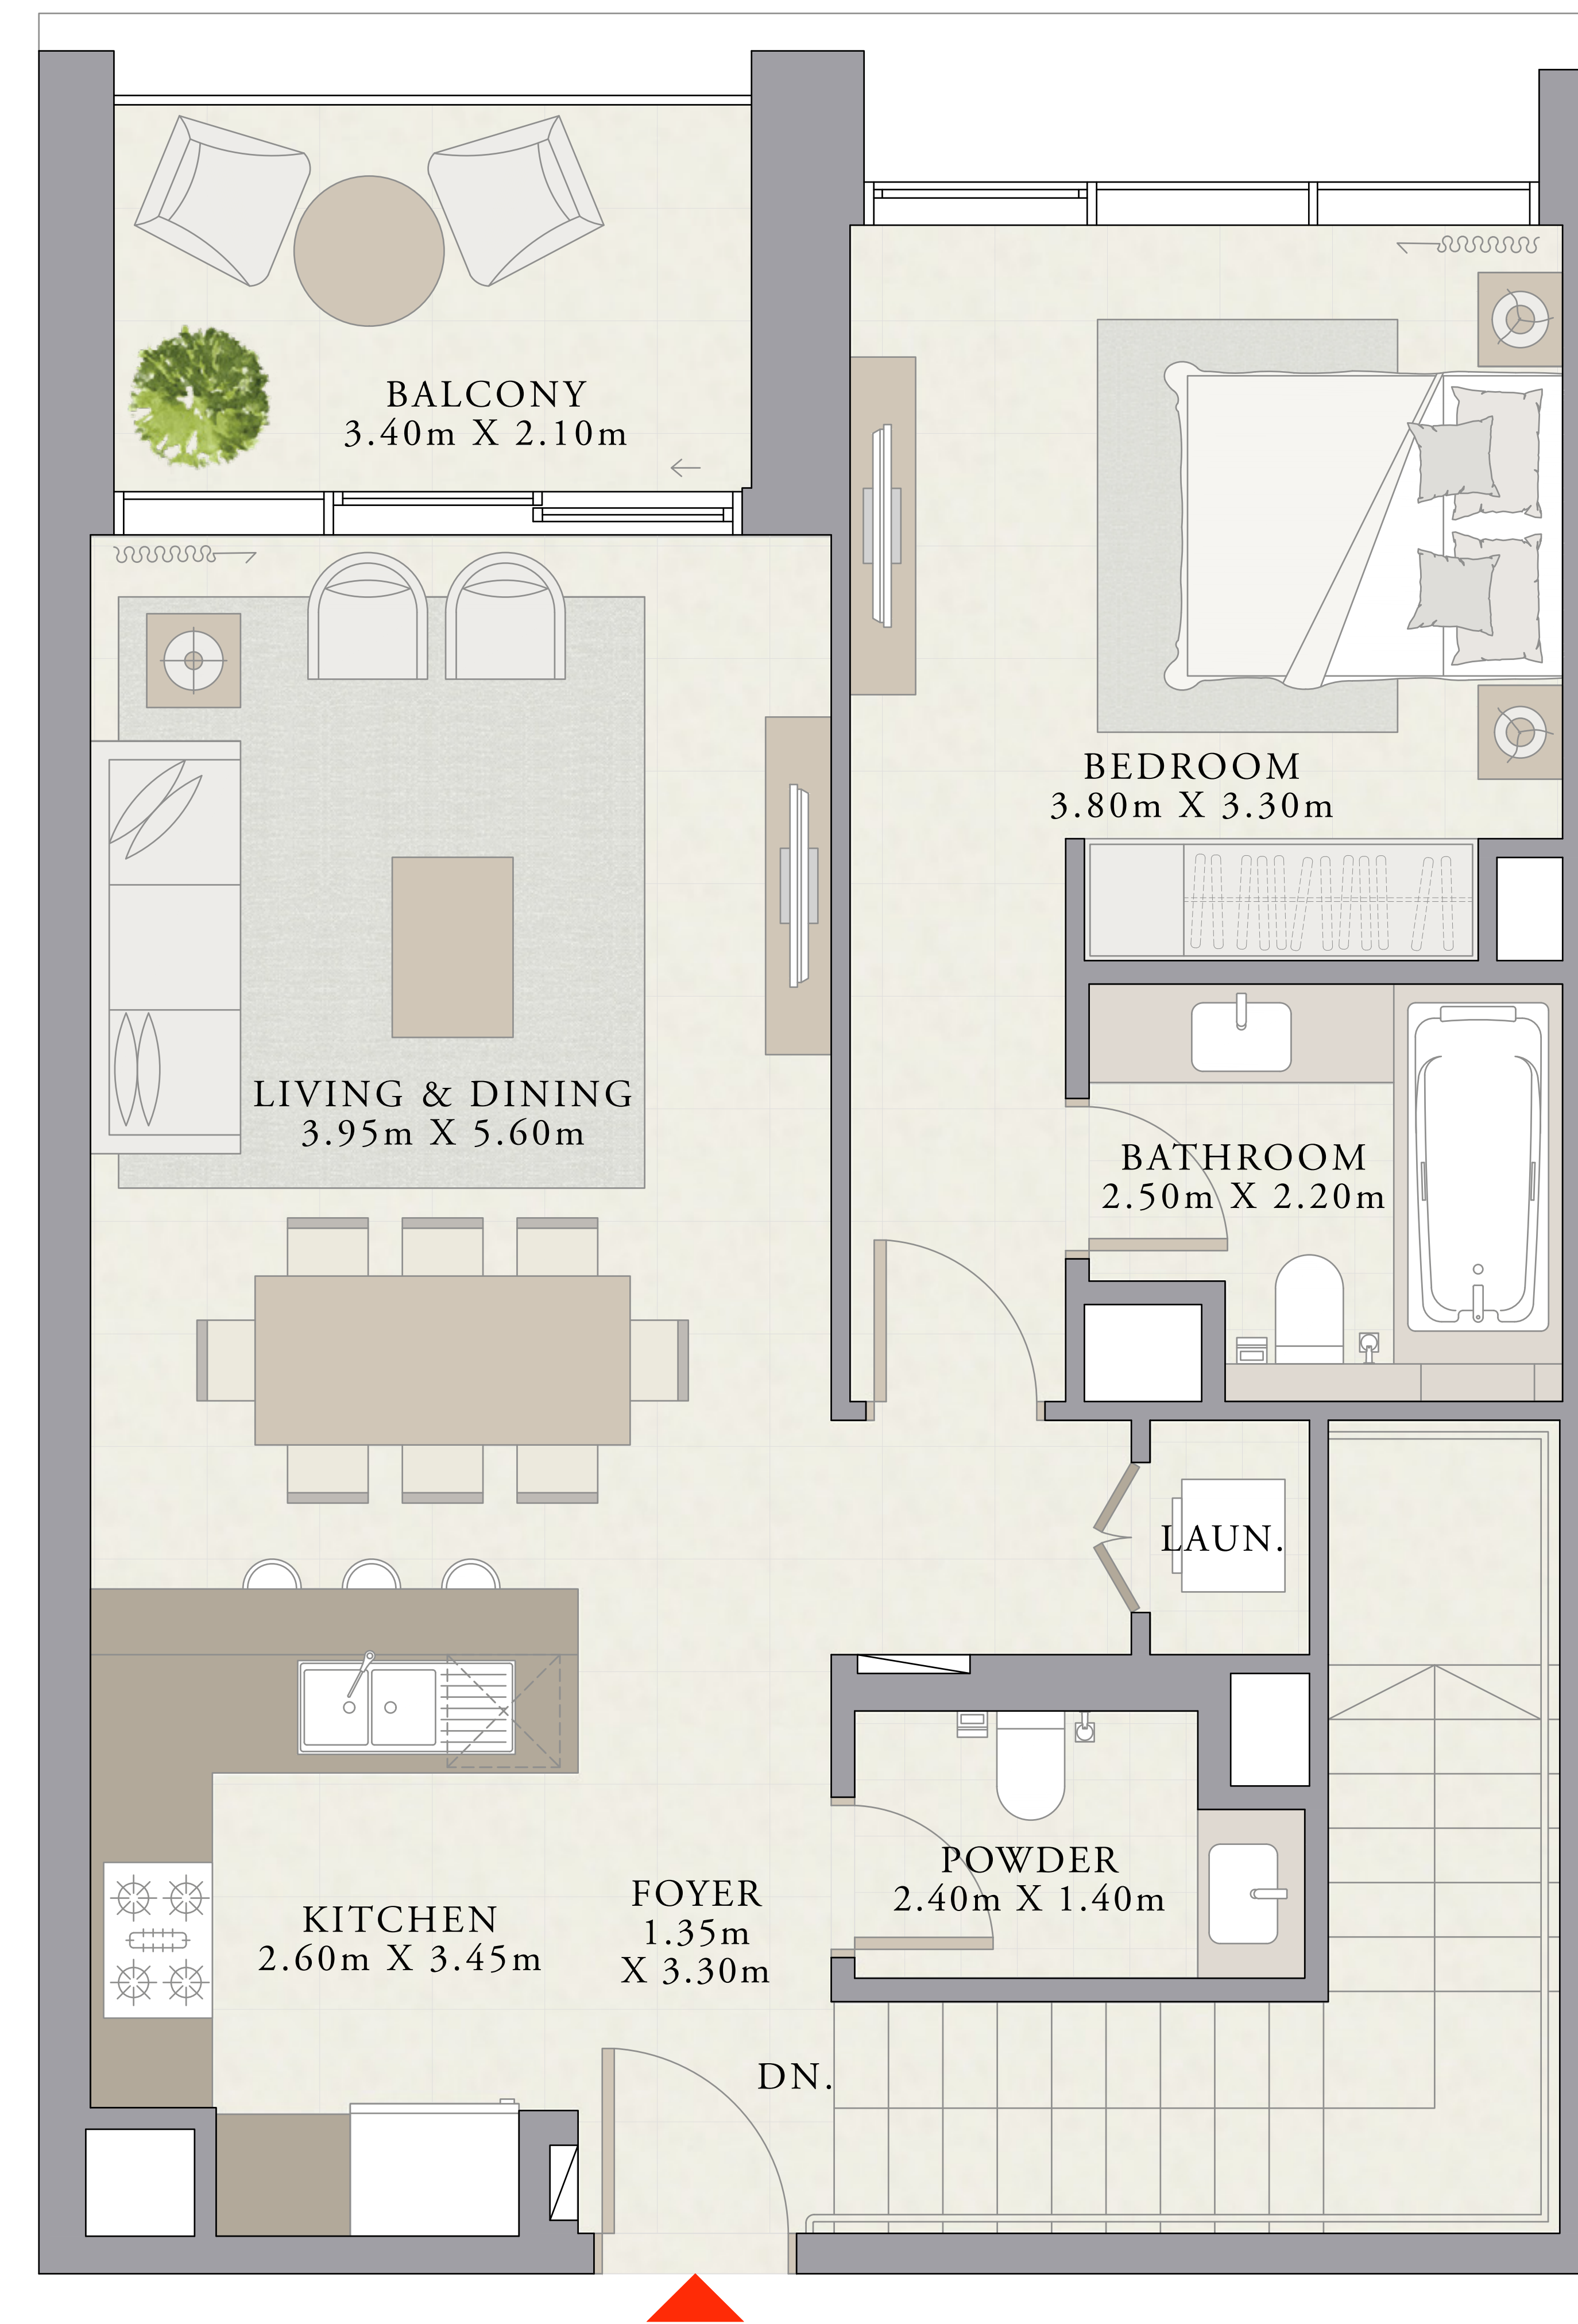 BALCONY
3.40m X 2.10m
BEDROOM
3.80m X 3.30m
LIVING & DINING
3.95m X 5.60m
BATHROOM
2.50m X 2.20m
LAUN.
POWDER
2.40m X 1.40m
FOYER
1.35m
X 3.30m
KITCHEN
2.60m X 3.45m
DN.